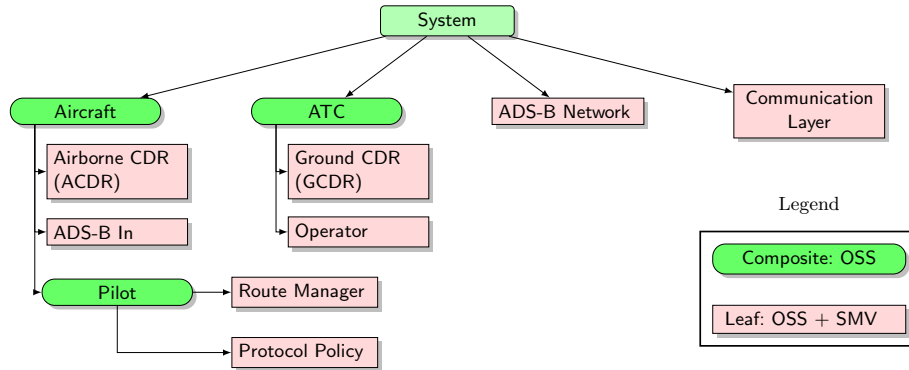 System
Aircraft
ATC
ADS-B Network
Communication
Layer
Airborne CDR
(ACDR)
Ground CDR
(GCDR)
ADS-B In
Operator
Pilot
Route Manager
Protocol Policy
Legend
Composite: OSS
Leaf: OSS + SMV